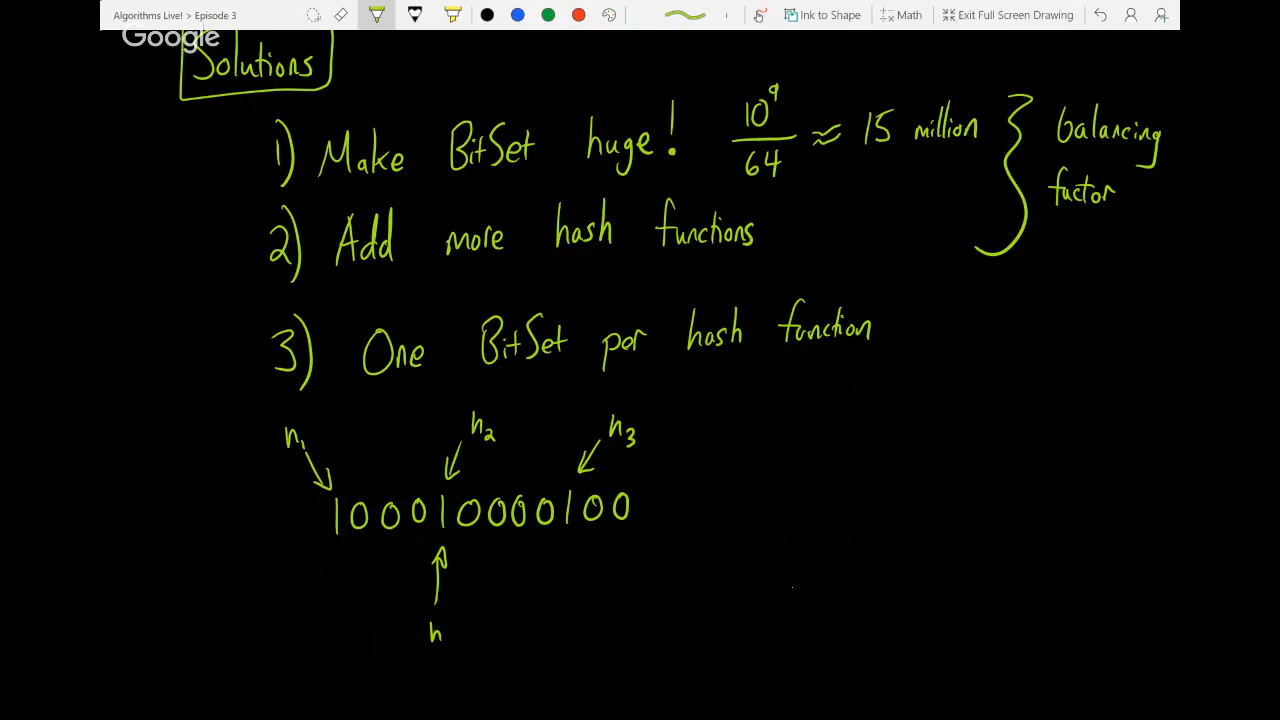 Algorithms Live! > Episode 3
Ink to Shape
Math
Exit Full Screen Drawing
Google
Solutions
1) Make BitSet huge! 10^9 / 64 ≈ 15 million } balancing factor
2) Add more hash functions
3) One BitSet per hash function
h1 h2 h3
1000100000100
h